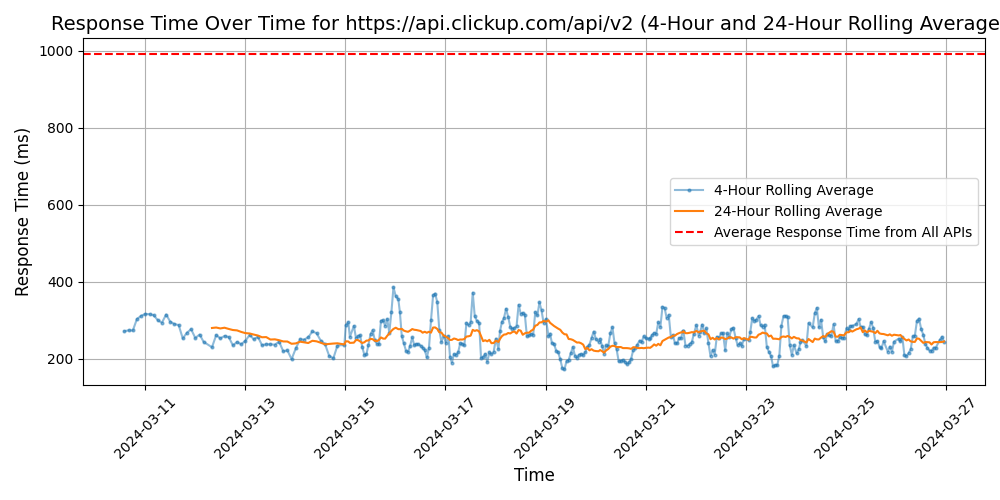 Response Time Over Time for https://api.clickup.com/api/v2 (4-Hour and 24-Hour Rolling Average
Response Time (ms)
1000
800
600
400
200
4-Hour Rolling Average
24-Hour Rolling Average
Average Response Time from All APIs
2024-03-11
2024-03-13
2024-03-15
2024-03-17
2024-03-19
2024-03-21
2024-03-23
2024-03-25
2024-03-27
Time